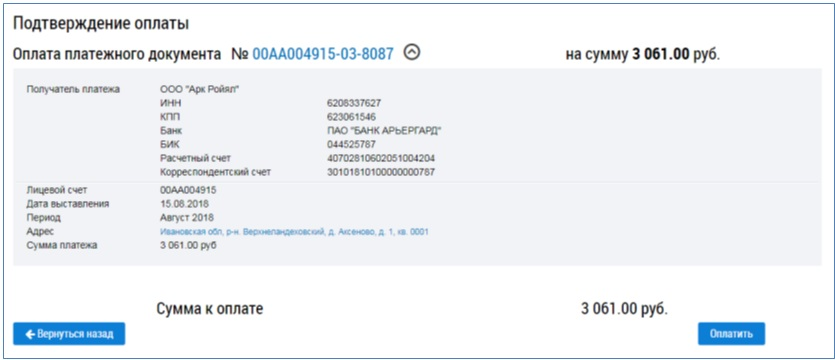 Подтверждение оплаты
Оплата платежного документа № 00АА004915-03-8087 на сумму 3 061.00 руб.
Получатель платежа ООО "Арк Ройял"
ИНН 6208337627
КПП 623061546
Банк ПАО "БАНК АРЬЕРГАРД"
БИК 044525787
Расчетный счет 40702810602051004204
Корреспондентский счет 30101810100000000787
Лицевой счет 00АА004915
Дата выставления 15.08.2018
Период Август 2018
Адрес Ивановская обл, р-н. Верхнеландеховский, д. Аксеново, д. 1, кв. 0001
Сумма платежа 3 061.00 руб
Сумма к оплате 3 061.00 руб.
Вернуться назад Оплатить